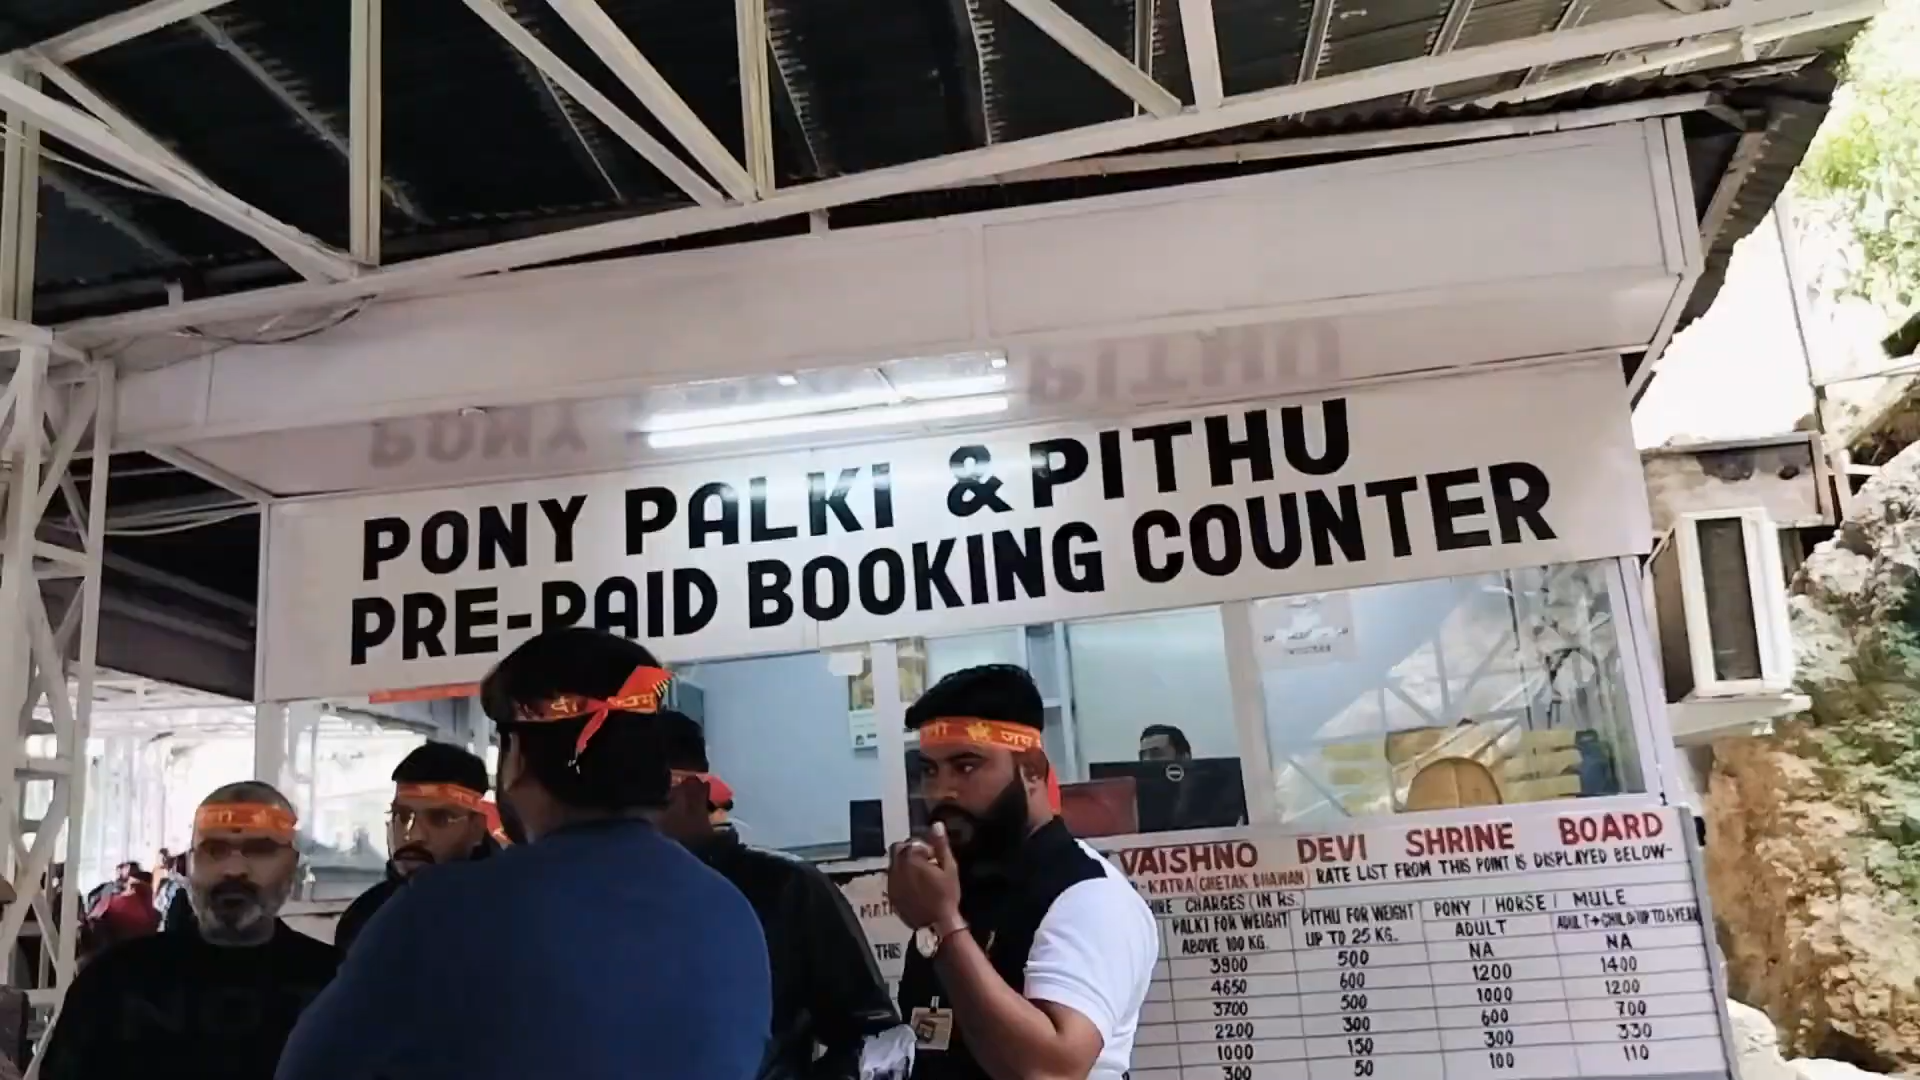 PONY PALKI & PITHU
PRE-PAID BOOKING COUNTER
VAISHNO DEVI SHRINE BOARD
KATRA (CHETAK BHAWAN) RATE LIST FROM THIS POINT IS DISPLAYED BELOW-
HIRE CHARGES (IN RS.
PALKI FOR WEIGHT PITHU FOR WEIGHT PONY / HORSE / MULE
ABOVE 100 KG. UP TO 25 KG. ADULT
THIS
NA NA
3900 500 1200 1400
4650 600 1000 1200
3700 500 600 700
2200 300 300 330
1000 150 100 110
300 50